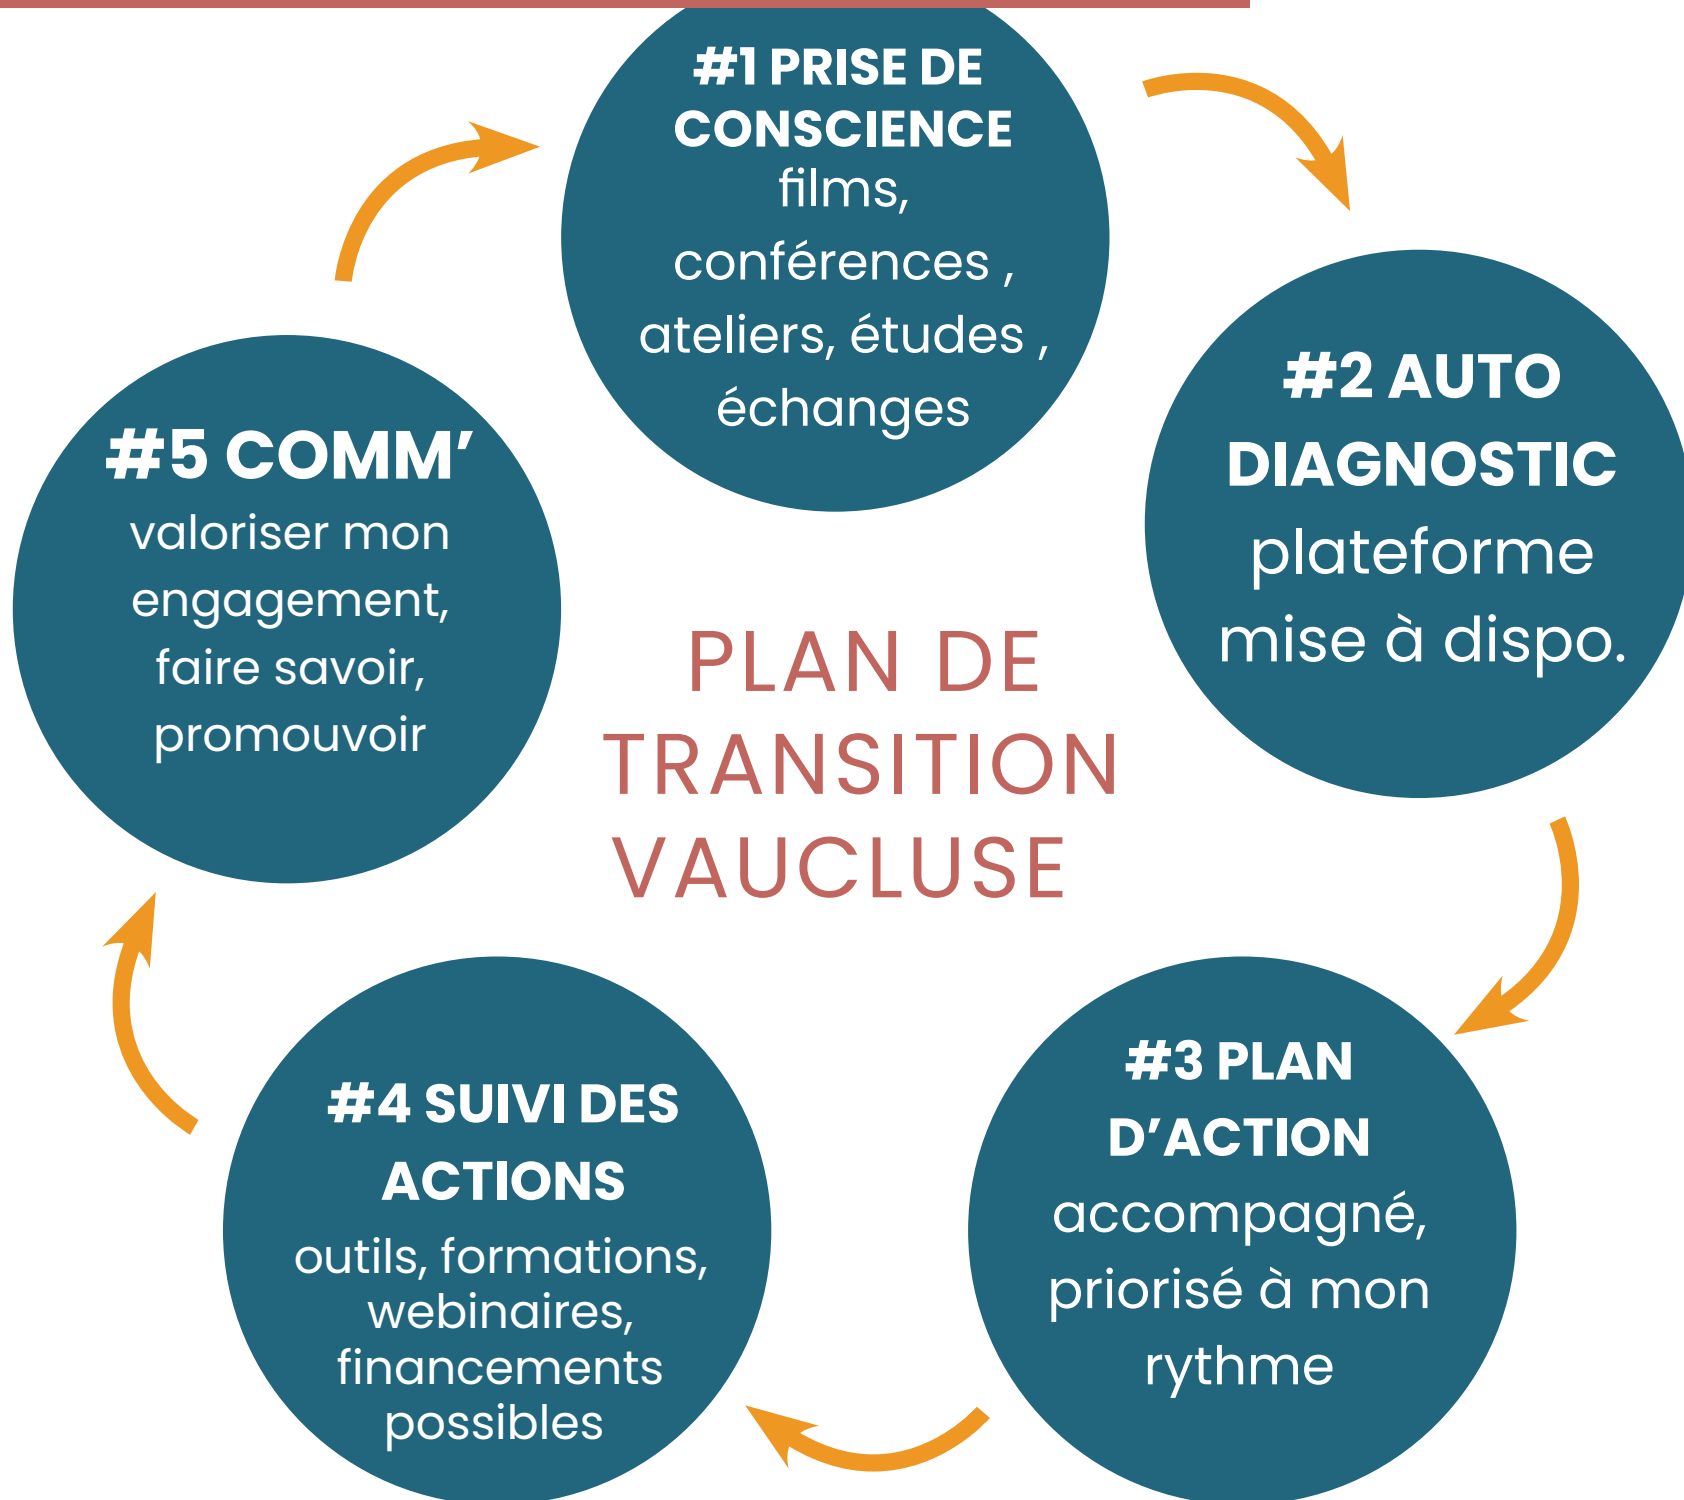 #1 PRISE DE
CONSCIENCE
films,
conférences ,
ateliers, études ,
échanges
#2 AUTO
DIAGNOSTIC
plateforme
mise à dispo.
#3 PLAN
D’ACTION
accompagné,
priorisé à mon
rythme
#4 SUIVI DES
ACTIONS
outils, formations,
webinaires,
financements
possibles
#5 COMM’
valoriser mon
engagement,
faire savoir,
promouvoir
PLAN DE
TRANSITION
VAUCLUSE